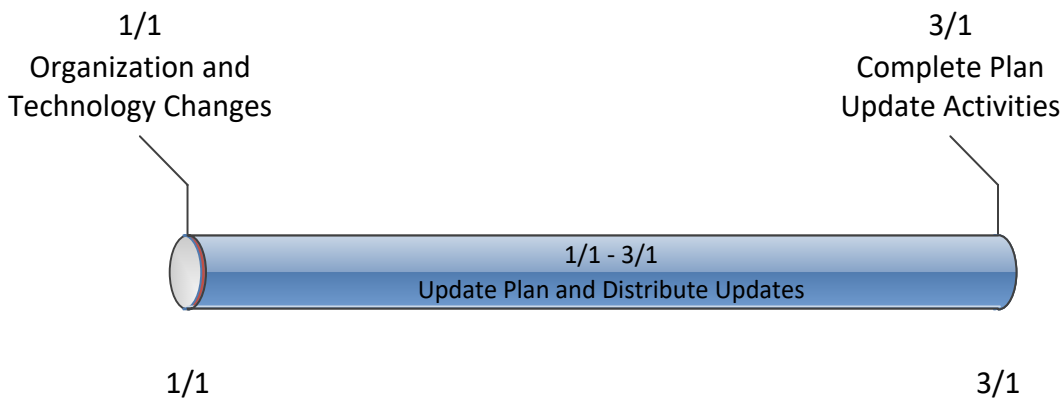 1/1
Organization and
Technology Changes
3/1
Complete Plan
Update Activities
1/1 - 3/1
Update Plan and Distribute Updates
1/1
3/1